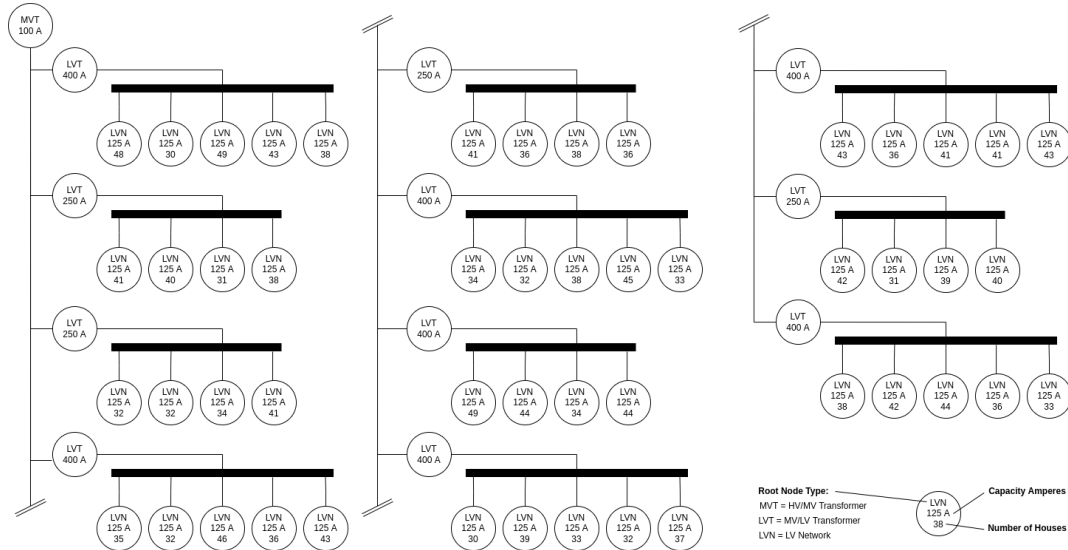 MVT
100 A
LVT
400 A
LVN
125 A
48
LVN
125 A
30
LVN
125 A
49
LVN
125 A
43
LVN
125 A
38
LVT
250 A
LVN
125 A
41
LVN
125 A
40
LVN
125 A
31
LVN
125 A
38
LVT
250 A
LVN
125 A
32
LVN
125 A
32
LVN
125 A
34
LVN
125 A
41
LVT
400 A
LVN
125 A
35
LVN
125 A
32
LVN
125 A
46
LVN
125 A
36
LVN
125 A
43
LVT
250 A
LVN
125 A
41
LVN
125 A
36
LVN
125 A
38
LVN
125 A
36
LVT
400 A
LVN
125 A
34
LVN
125 A
32
LVN
125 A
38
LVN
125 A
45
LVN
125 A
33
LVT
400 A
LVN
125 A
49
LVN
125 A
44
LVN
125 A
34
LVN
125 A
44
LVT
400 A
LVN
125 A
30
LVN
125 A
39
LVN
125 A
33
LVN
125 A
32
LVN
125 A
37
LVT
400 A
LVN
125 A
43
LVN
125 A
36
LVN
125 A
41
LVN
125 A
41
LVN
125 A
43
LVT
250 A
LVN
125 A
42
LVN
125 A
31
LVN
125 A
39
LVN
125 A
40
LVT
400 A
LVN
125 A
38
LVN
125 A
42
LVN
125 A
44
LVN
125 A
36
LVN
125 A
33
Root Node Type:
MVT = HV/MV Transformer
LVT = MV/LV Transformer
LVN = LV Network
LVN
125 A
38
Capacity Amperes
Number of Houses